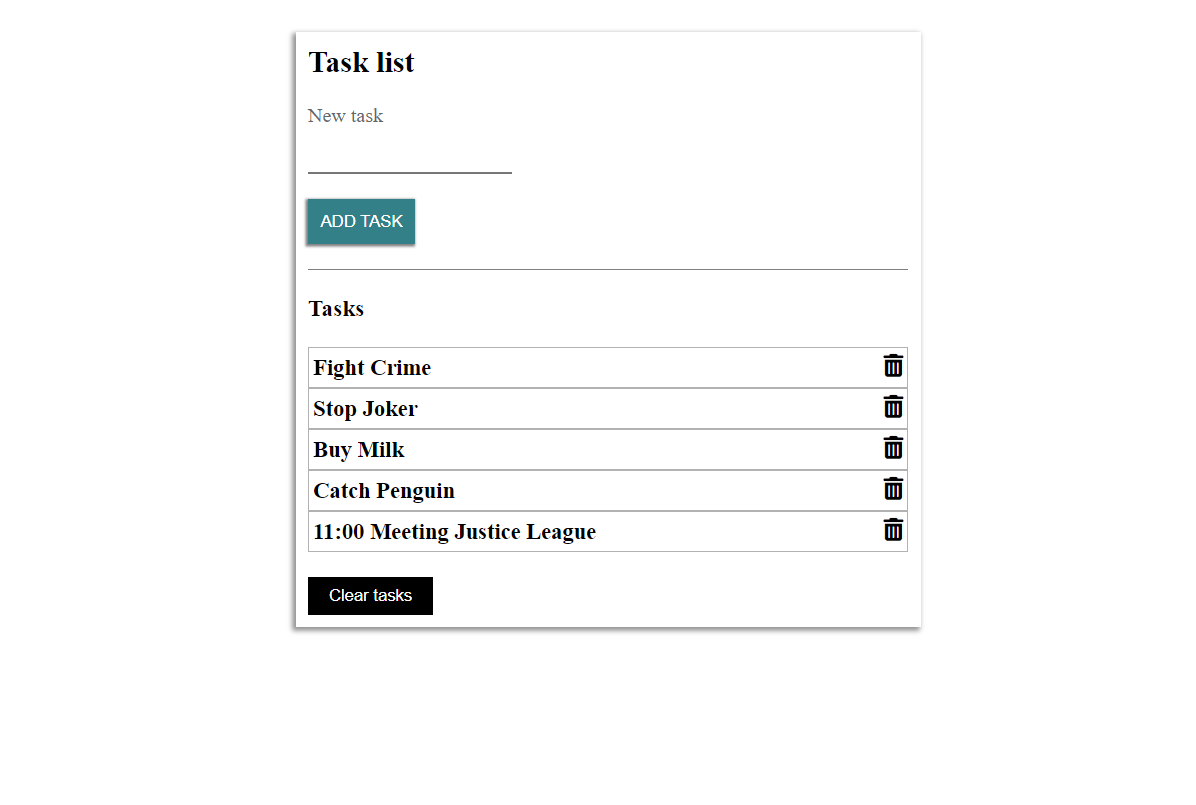 Task list
New task
ADD TASK
Tasks
Fight Crime
Stop Joker
Buy Milk
Catch Penguin
11:00 Meeting Justice League
Clear tasks